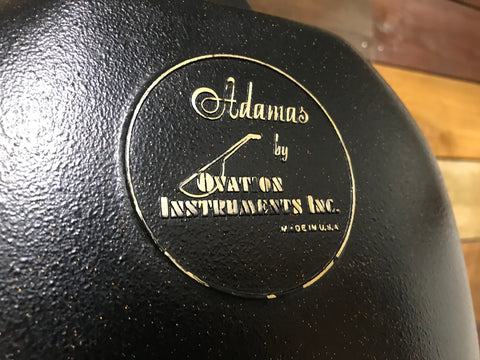 Adamas
by
OVATION
INSTRUMENTS INC.
MADE IN U.S.A